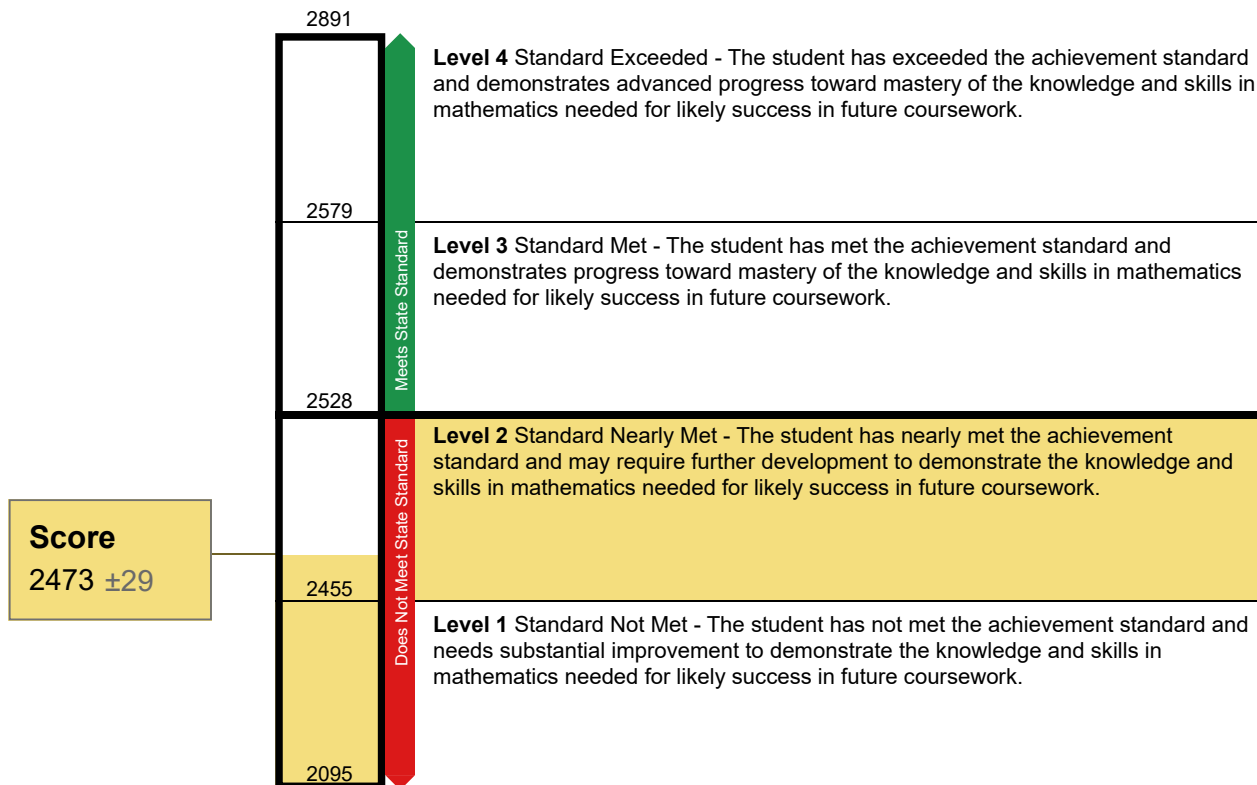 2891
Level 4 Standard Exceeded - The student has exceeded the achievement standard
and demonstrates advanced progress toward mastery of the knowledge and skills in
mathematics needed for likely success in future coursework.
2579
Level 3 Standard Met - The student has met the achievement standard and
demonstrates progress toward mastery of the knowledge and skills in mathematics
needed for likely success in future coursework.
Meets State Standard
2528
Level 2 Standard Nearly Met - The student has nearly met the achievement
standard and may require further development to demonstrate the knowledge and
skills in mathematics needed for likely success in future coursework.
Does Not Meet State Standard
Score
2473 ±29
2455
Level 1 Standard Not Met - The student has not met the achievement standard and
needs substantial improvement to demonstrate the knowledge and skills in
mathematics needed for likely success in future coursework.
2095